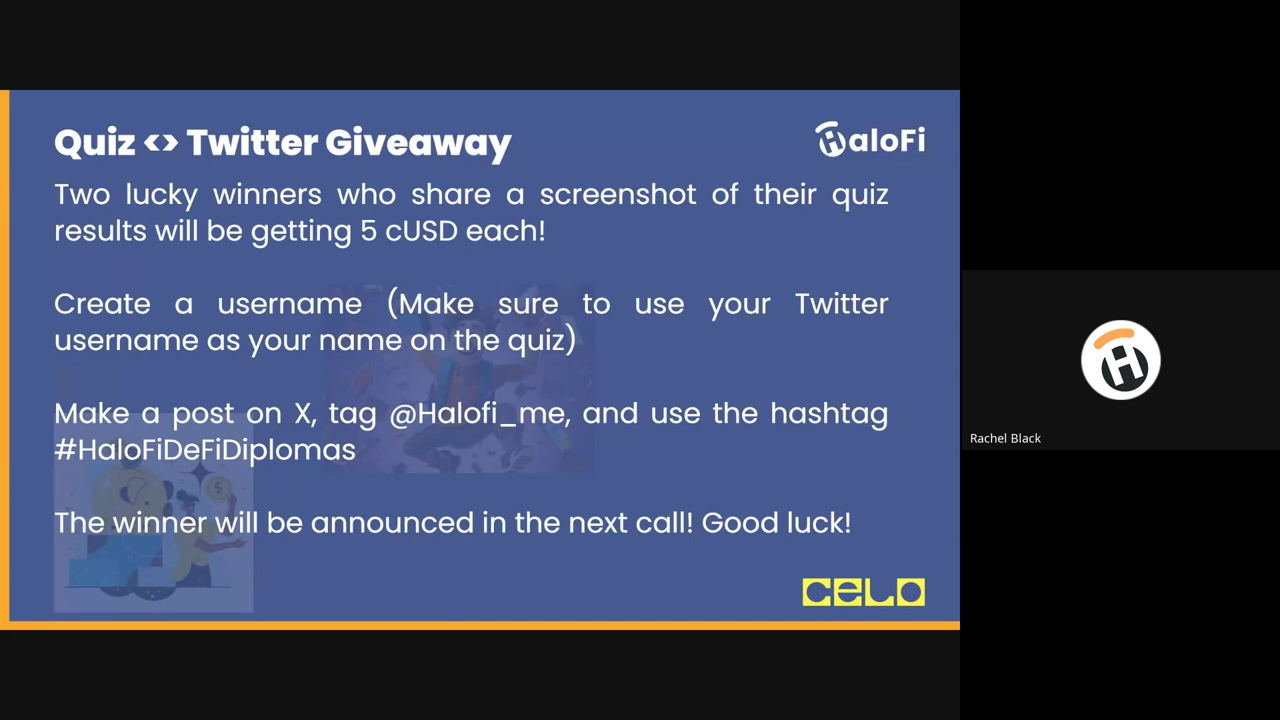 Quiz <> Twitter Giveaway
HaloFi
Two lucky winners who share a screenshot of their quiz
results will be getting 5 cUSD each!
Create a username (Make sure to use your Twitter
username as your name on the quiz)
Make a post on X, tag @Halofi_me, and use the hashtag
#HaloFiDeFiDiplomas
The winner will be announced in the next call! Good luck!
CELO
H
Rachel Black